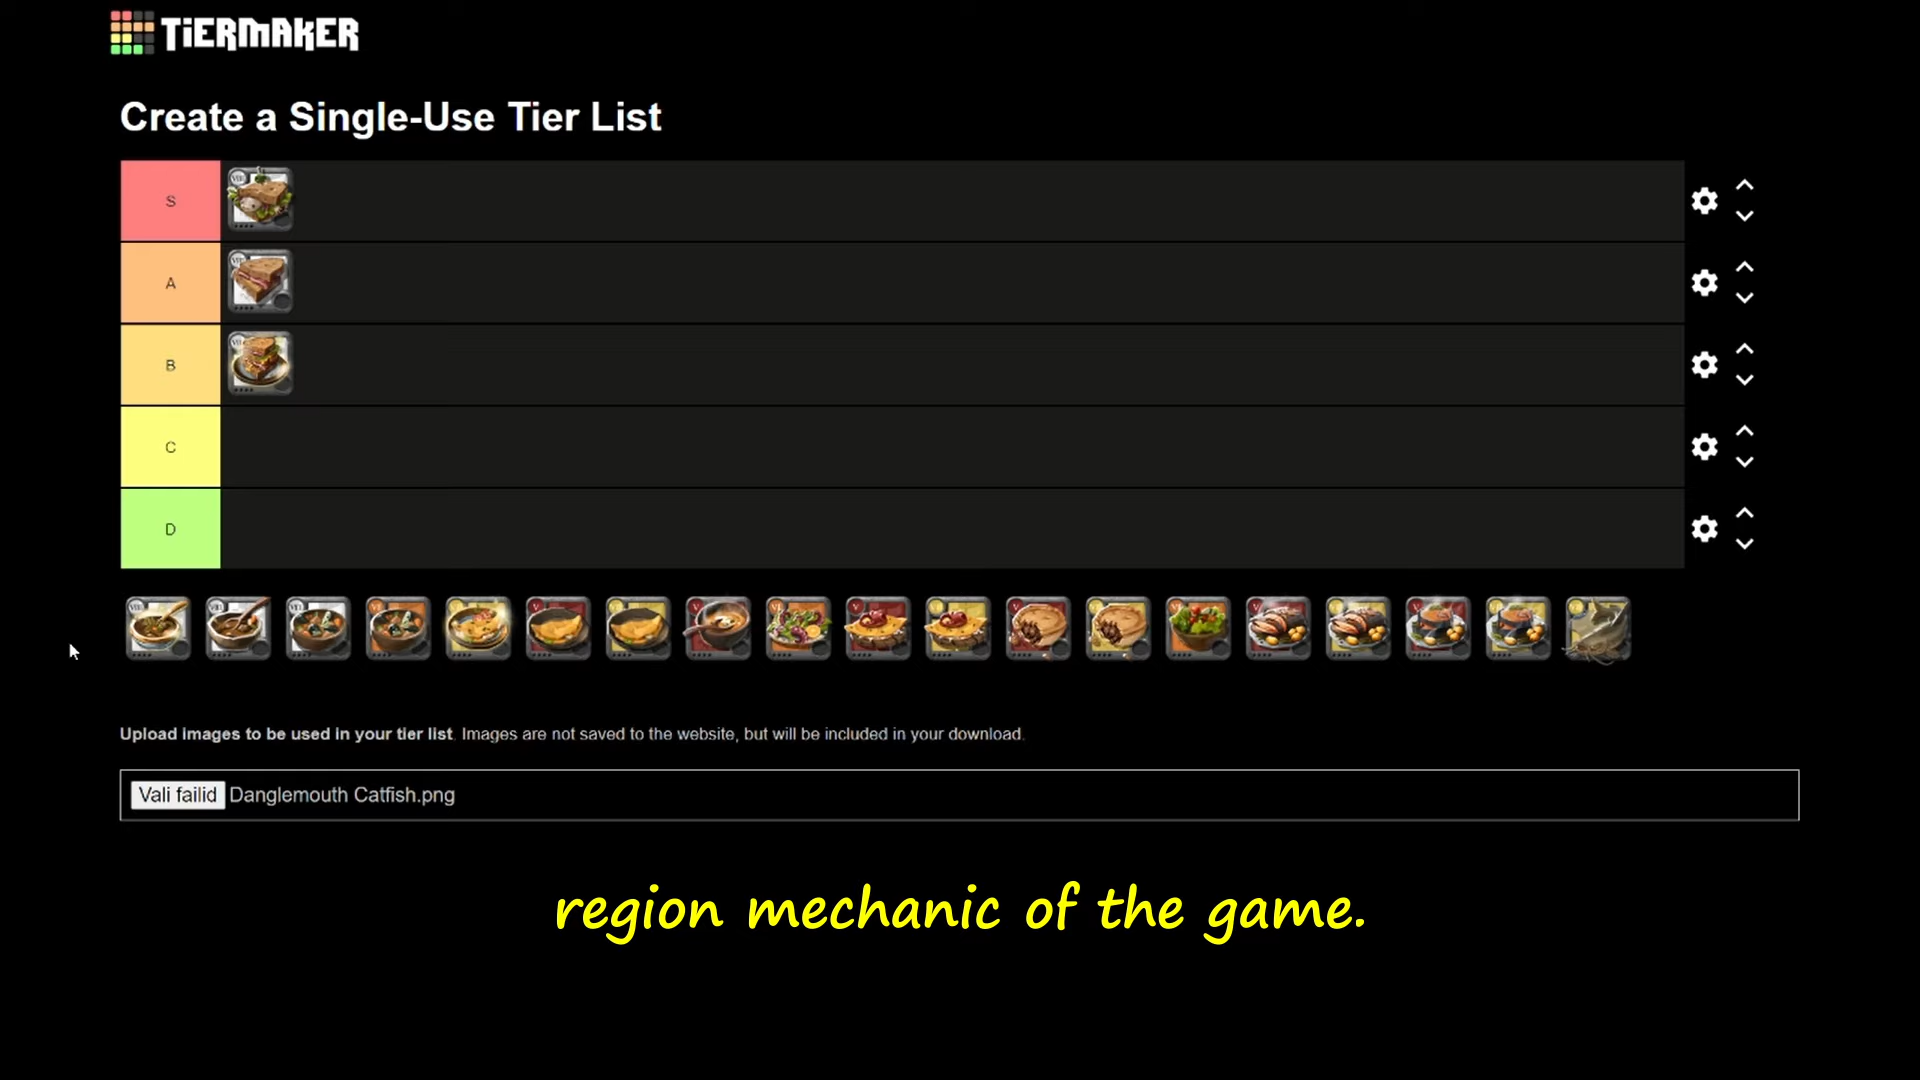 TiERMAKER
Create a Single-Use Tier List
S
A
B
C
D
Upload images to be used in your tier list. Images are not saved to the website, but will be included in your download.
Vali failid Danglemouth Catfish.png
region mechanic of the game.